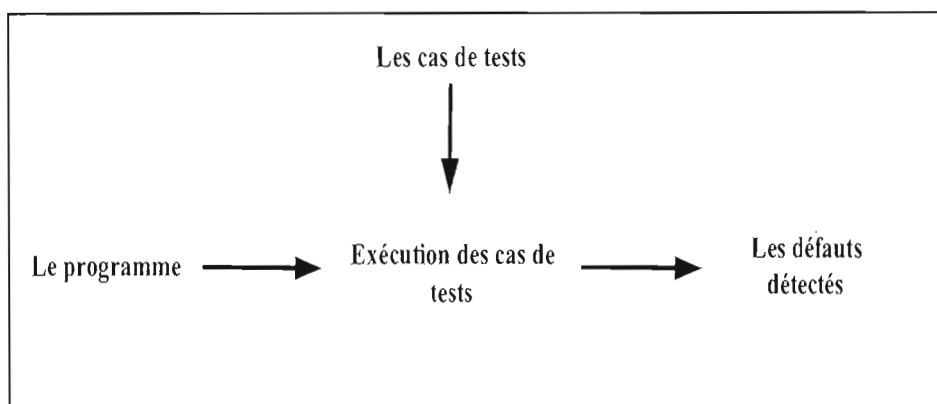 Les cas de tests
Le programme
Exécution des cas de
tests
Les défauts
détectés